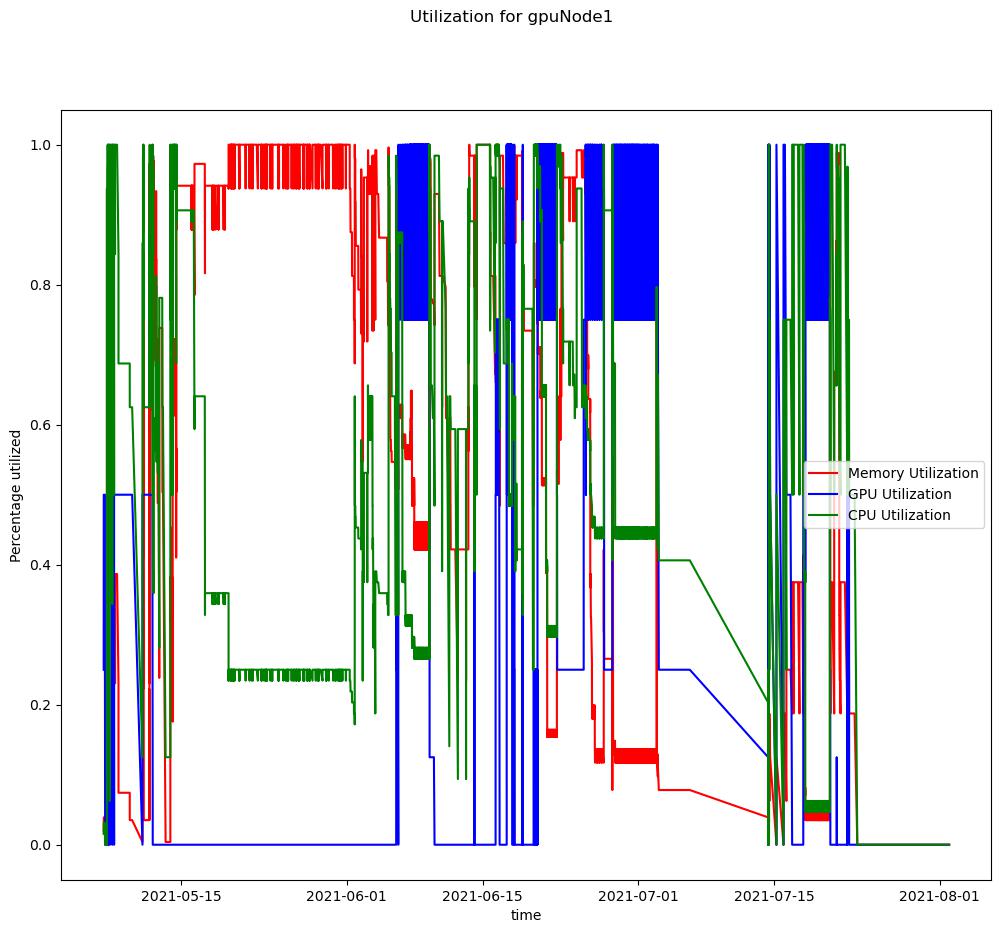 Utilization for gpuNode1
1.0
0.8
0.6
0.4
0.2
0.0
Percentage utilized
Memory Utilization
GPU Utilization
CPU Utilization
2021-05-15
2021-06-01
2021-06-15
2021-07-01
2021-07-15
2021-08-01
time